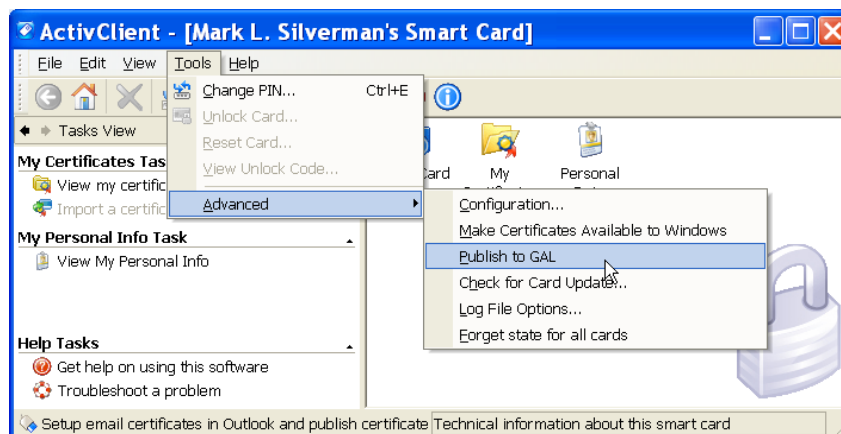 ActivClient - [Mark L. Silverman's Smart Card]
File Edit View Tools Help
Change PIN... Ctrl+E
Unlock Card...
Reset Card...
View Unlock Code...
Advanced
Tasks View
My Certificates Tas
View my certific
Import a certific
My Personal Info Task
View My Personal Info
Help Tasks
Get help on using this software
Troubleshoot a problem
ard
My
Personal
Configuration...
Make Certificates Available to Windows
Publish to GAL
Check for Card Update...
Log File Options...
Forget state for all cards
Setup email certificates in Outlook and publish certificate Technical information about this smart card